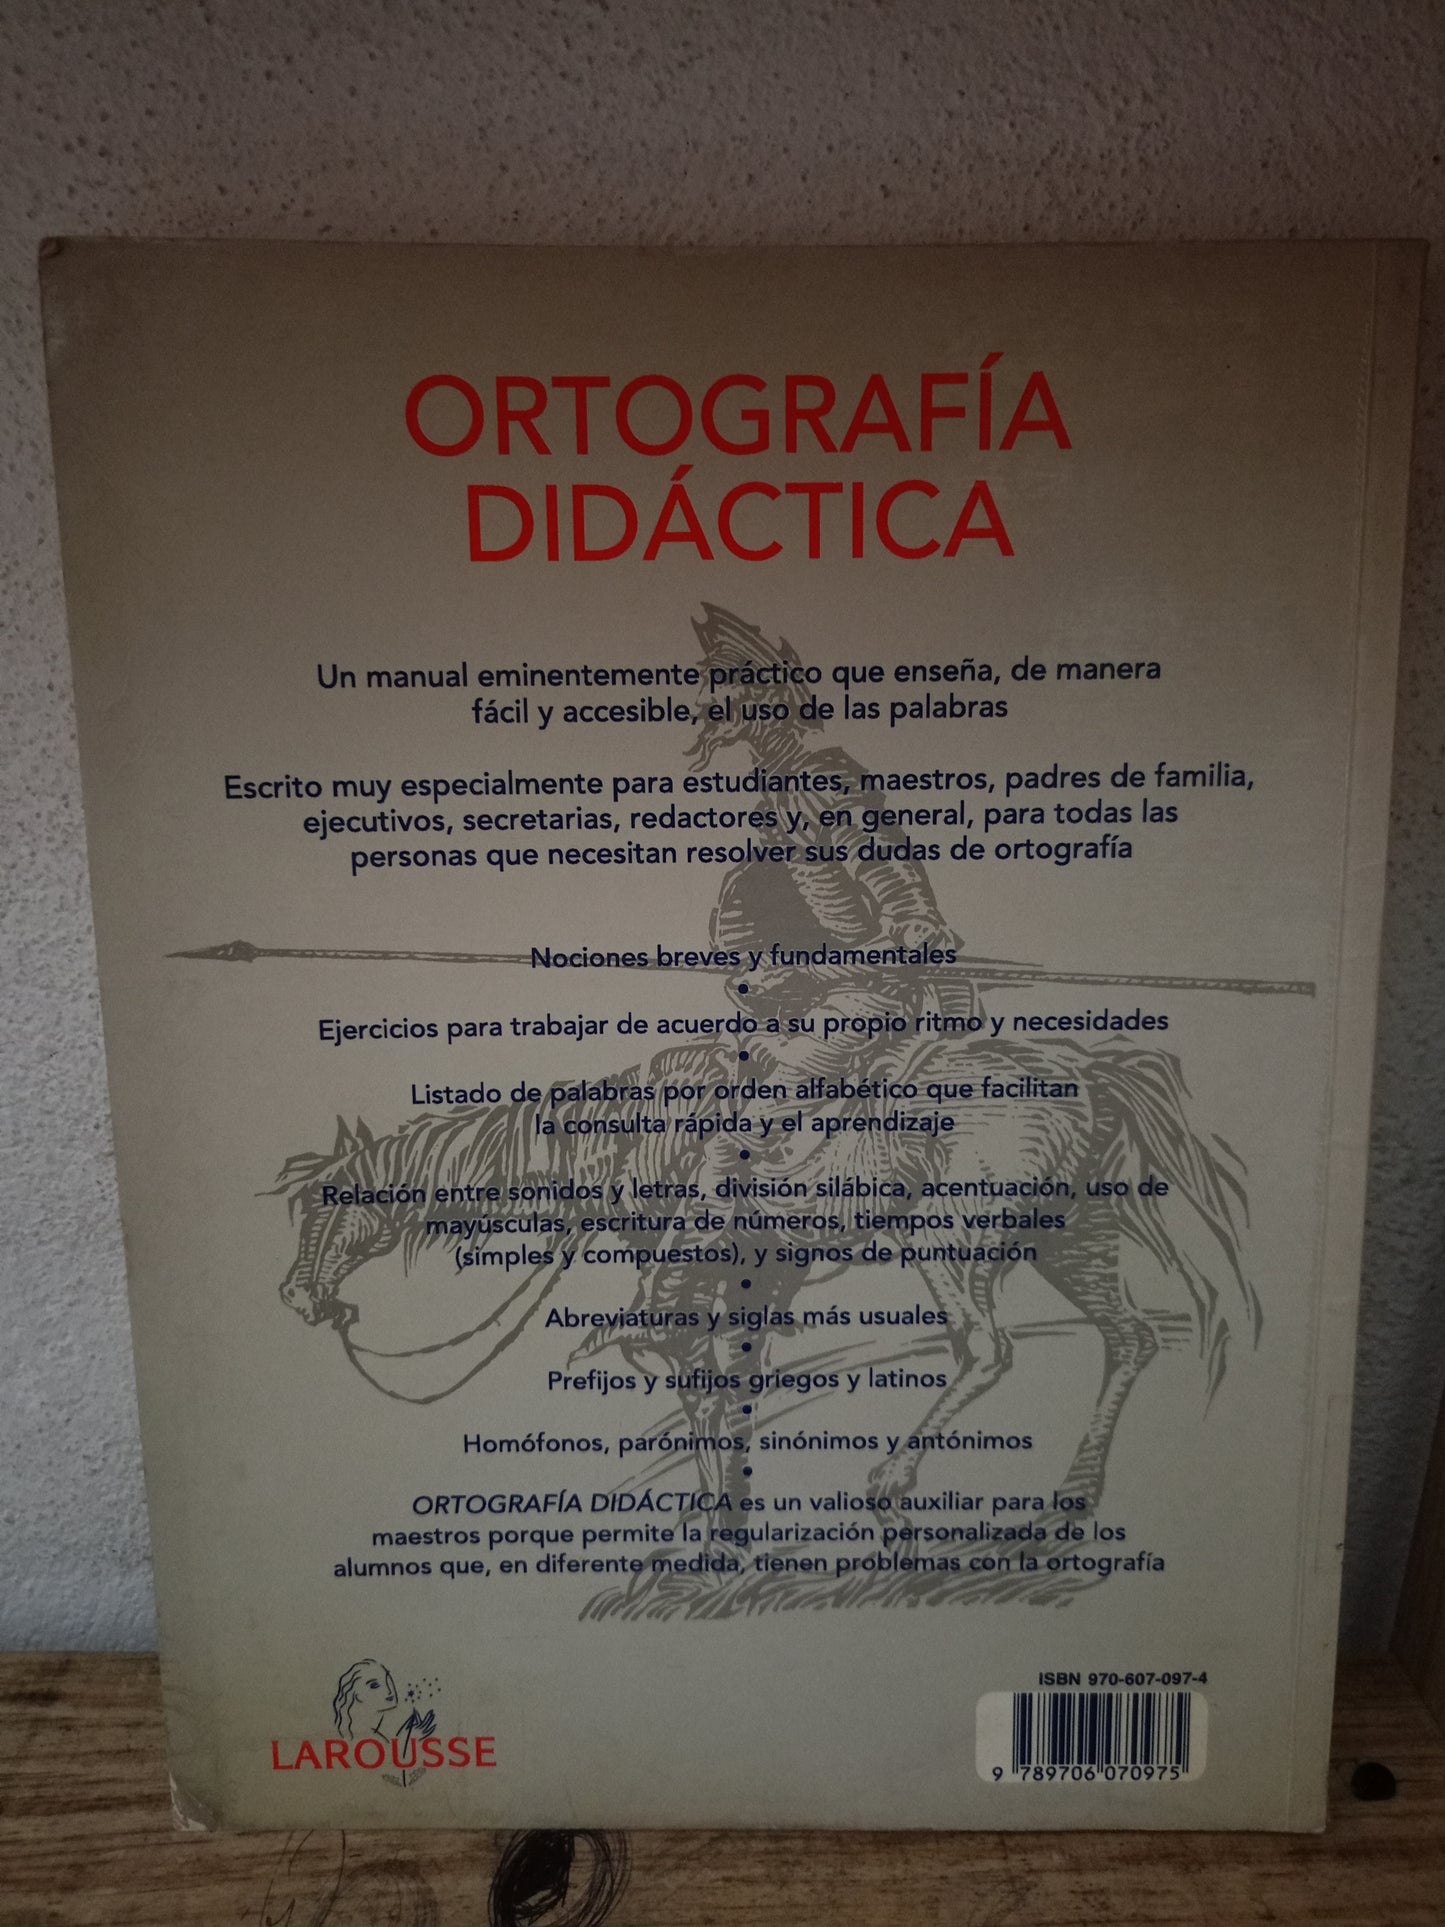 ORTOGRAFÍA
DIDÁCTICA
Un manual eminentemente práctico que enseña, de manera
fácil y accesible, el uso de las palabras
Escrito muy especialmente para estudiantes, maestros, padres de familia,
ejecutivos, secretarias, redactores y, en general, para todas las
personas que necesitan resolver sus dudas de ortografía
Nociones breves y fundamentales
•
Ejercicios para trabajar de acuerdo a su propio ritmo y necesidades
•
Listado de palabras por orden alfabético que facilitan
la consulta rápida y el aprendizaje
•
Relación entre sonidos y letras, división silábica, acentuación, uso de
mayúsculas, escritura de números, tiempos verbales
(simples y compuestos), y signos de puntuación
•
Abreviaturas y siglas más usuales
•
Prefijos y sufijos griegos y latinos
•
Homófonos, parónimos, sinónimos y antónimos
•
ORTOGRAFÍA DIDÁCTICA es un valioso auxiliar para los
maestros porque permite la regularización personalizada de los
alumnos que, en diferente medida, tienen problemas con la ortografía
LAROUSSE
ISBN 970-607-097-4
9 789706 070975